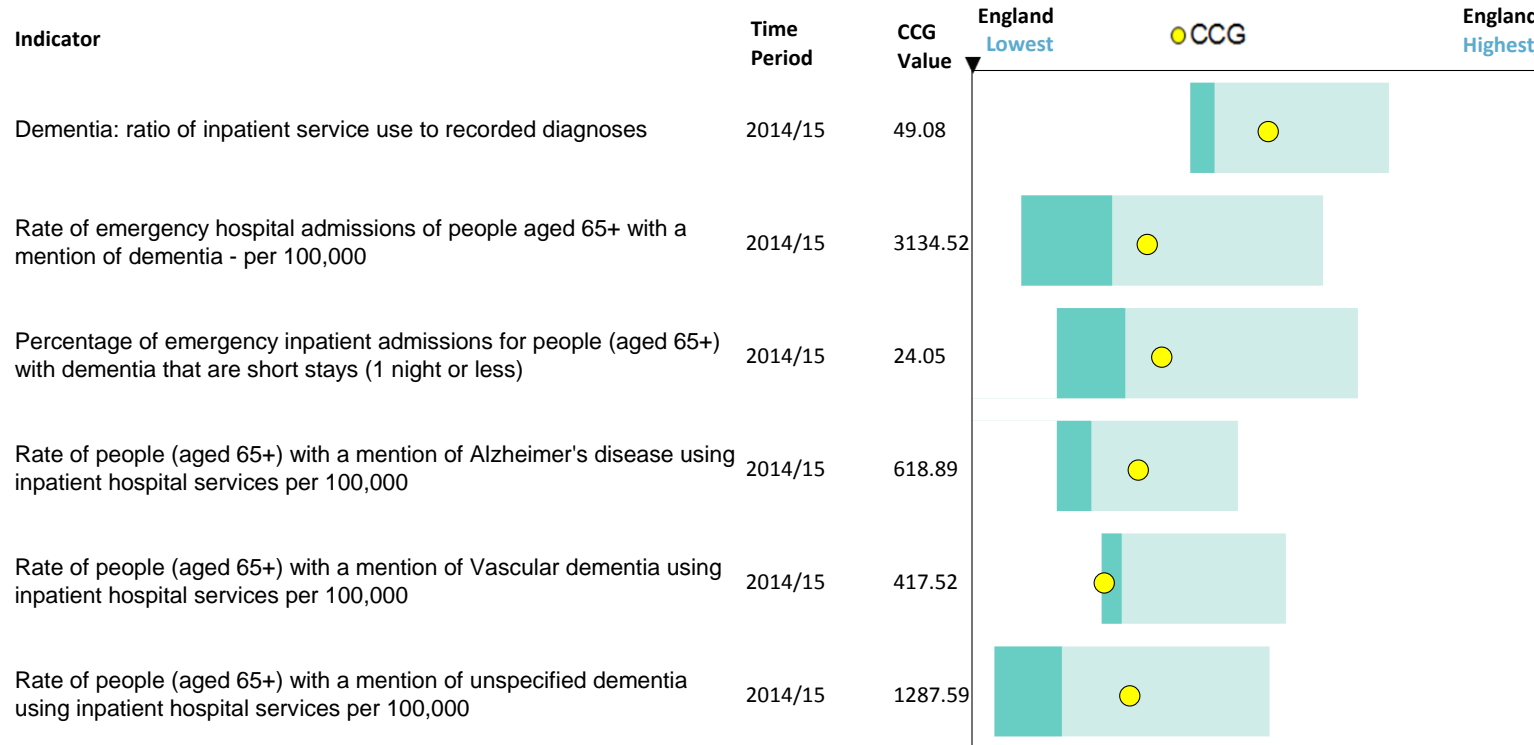 Indicator
Time
Period
CCG
Value
England
Lowest
CCG
England
Highest
Dementia: ratio of inpatient service use to recorded diagnoses 2014/15 49.08
Rate of emergency hospital admissions of people aged 65+ with a
mention of dementia - per 100,000
2014/15 3134.52
Percentage of emergency inpatient admissions for people (aged 65+)
with dementia that are short stays (1 night or less)
2014/15 24.05
Rate of people (aged 65+) with a mention of Alzheimer's disease using
inpatient hospital services per 100,000
2014/15 618.89
Rate of people (aged 65+) with a mention of Vascular dementia using
inpatient hospital services per 100,000
2014/15 417.52
Rate of people (aged 65+) with a mention of unspecified dementia
using inpatient hospital services per 100,000
2014/15 1287.59